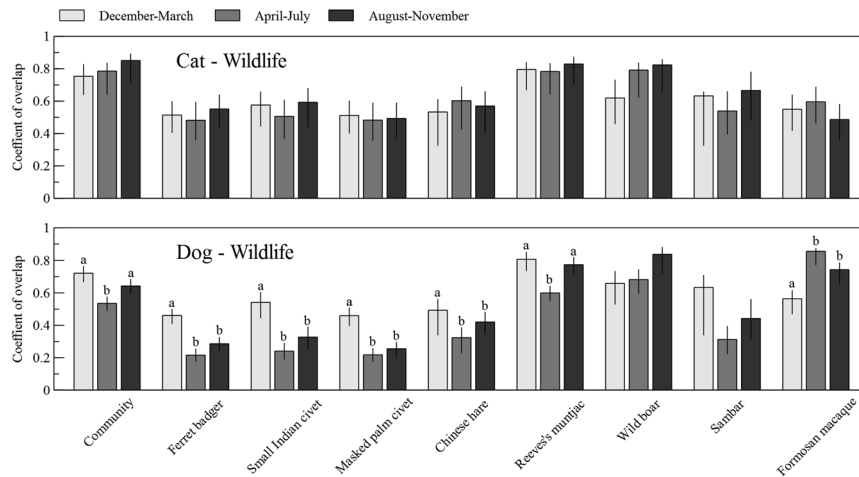 December-March April-July August-November
Cat - Wildlife
Coeffient of overlap
1
0.8
0.6
0.4
0.2
0
Dog - Wildlife
Coeffient of overlap
1
0.8
0.6
0.4
0.2
0
a b a
a b b
a b b
a b b
a b b
a b a
a b b
Community
Ferret badger
Small Indian civet
Masked palm civet
Chinese hare
Reeves's muntjac
Wild boar
Sambar
Formosan macaque